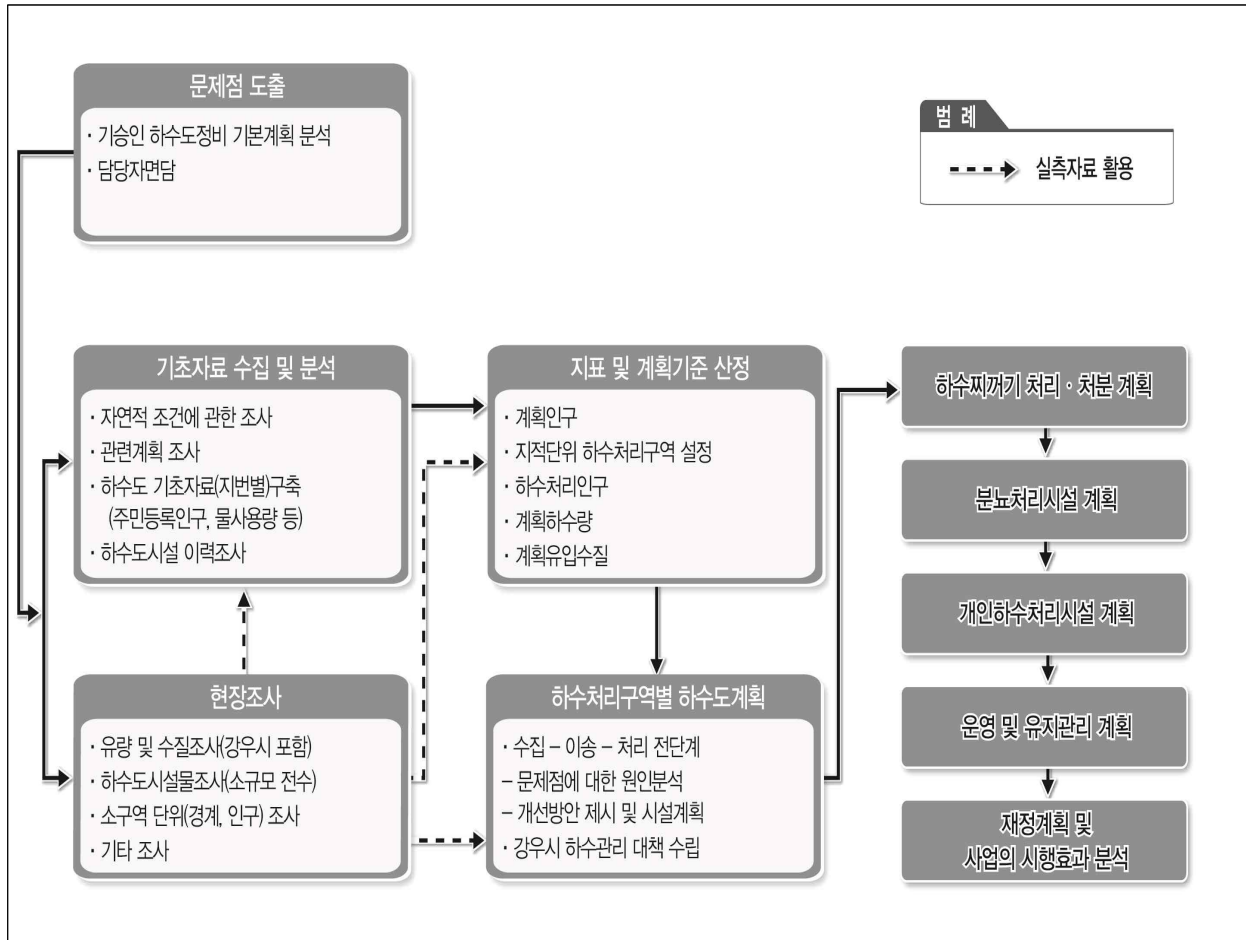 문제점 도출
· 기승인 하수도정비 기본계획 분석
· 담당자면담
범 례
실측자료 활용
기초자료 수집 및 분석
· 자연적 조건에 관한 조사
· 관련계획 조사
· 하수도 기초자료(지번별)구축
(주민등록인구, 물사용량 등)
· 하수도시설 이력조사
지표 및 계획기준 산정
· 계획인구
· 지적단위 하수처리구역 설정
· 하수처리인구
· 계획하수량
· 계획유입수질
현장조사
· 유량 및 수질조사(강우시 포함)
· 하수도시설물조사(소규모 전수)
· 소구역 단위(경계, 인구) 조사
· 기타 조사
하수처리구역별 하수도계획
· 수집 – 이송 – 처리 전단계
– 문제점에 대한 원인분석
– 개선방안 제시 및 시설계획
· 강우시 하수관리 대책 수립
하수찌꺼기 처리 · 처분 계획
분뇨처리시설 계획
개인하수처리시설 계획
운영 및 유지관리 계획
재정계획 및
사업의 시행효과 분석